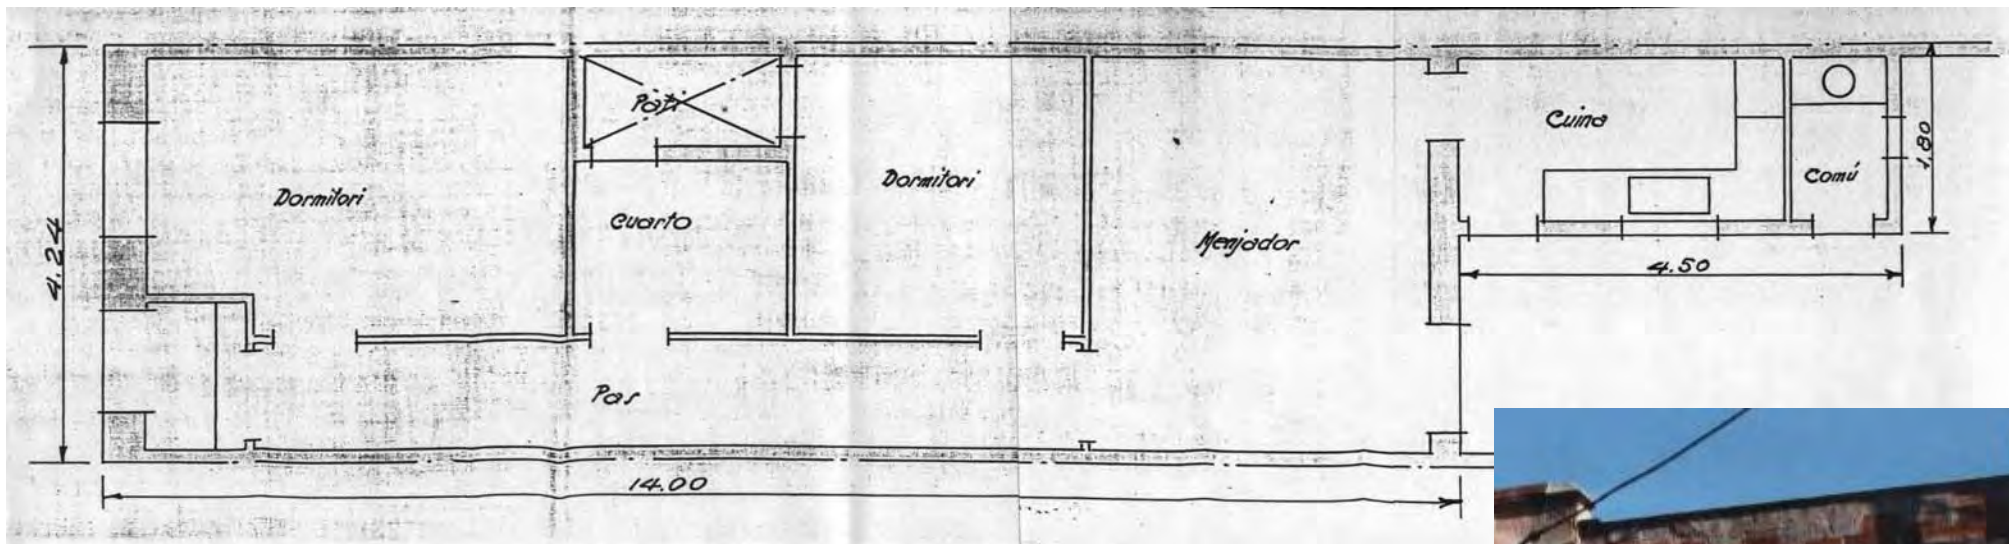 Pati
Dormitori
Cuarto
Dormitori
Menjador
Cuina
Comú
1.80
4.50
4.24
Pas
14.00